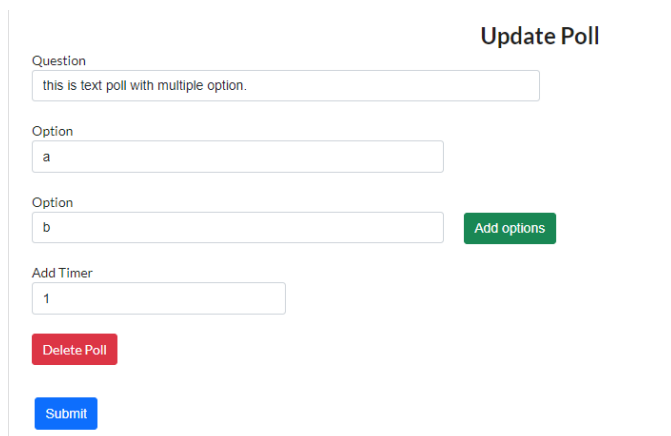 Update Poll
Question
this is text poll with multiple option.
Option
a
Option
b
Add options
Add Timer
1
Delete Poll
Submit